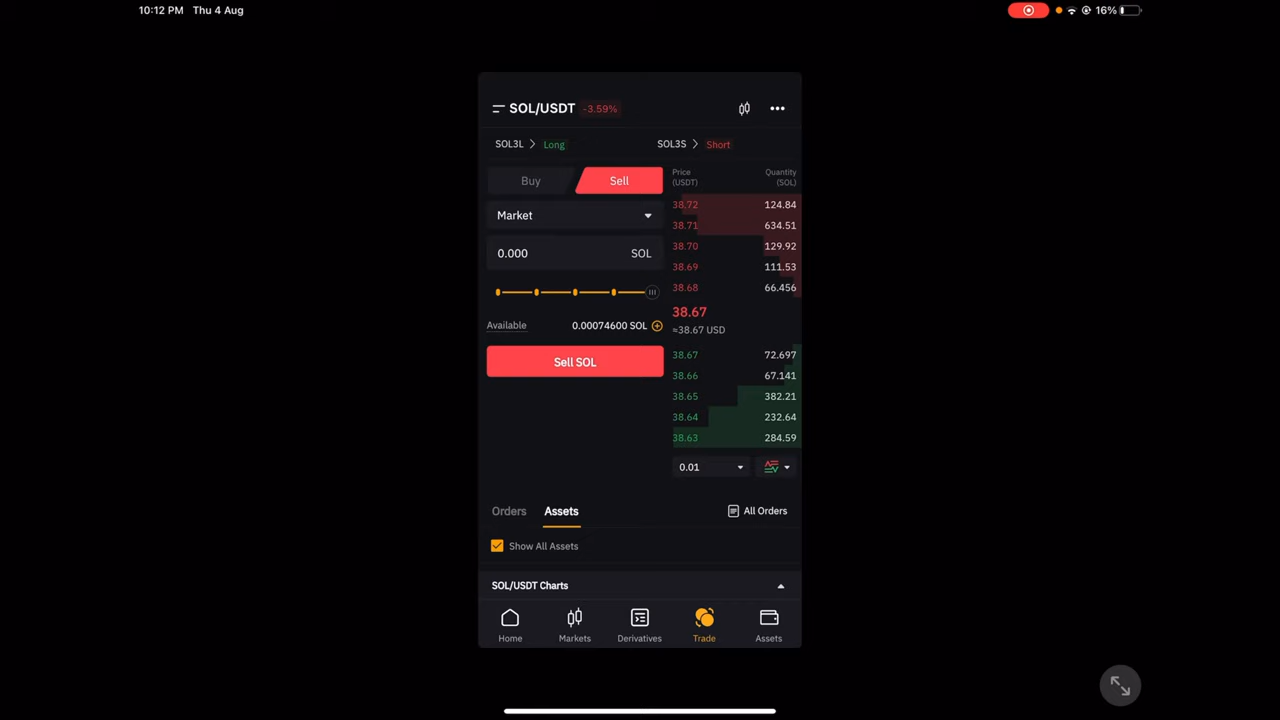 10:12 PM Thu 4 Aug
16%
SOL/USDT -3.59%
SOL3L Long
SOL3S Short
Buy
Sell
Market
0.000 SOL
Available 0.00074600 SOL
Sell SOL
Price (USDT)
Quantity (SOL)
38.72 124.84
38.71 634.51
38.70 129.92
38.69 111.53
38.68 66.456
38.67
≈38.67 USD
38.67 72.697
38.66 67.141
38.65 382.21
38.64 232.64
38.63 284.59
0.01
Orders
Assets
All Orders
Show All Assets
SOL/USDT Charts
Home
Markets
Derivatives
Trade
Assets